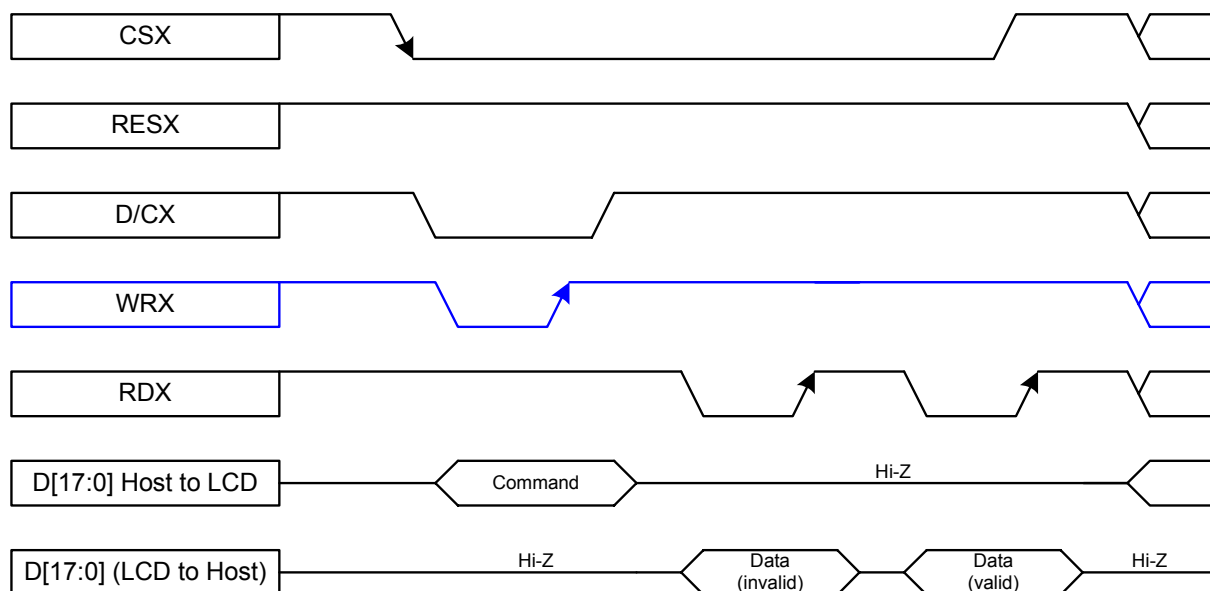 CSX
RESX
D/CX
WRX
RDX
D[17:0] Host to LCD
Command
Hi-Z
D[17:0] (LCD to Host)
Hi-Z
Data
(invalid)
Data
(valid)
Hi-Z